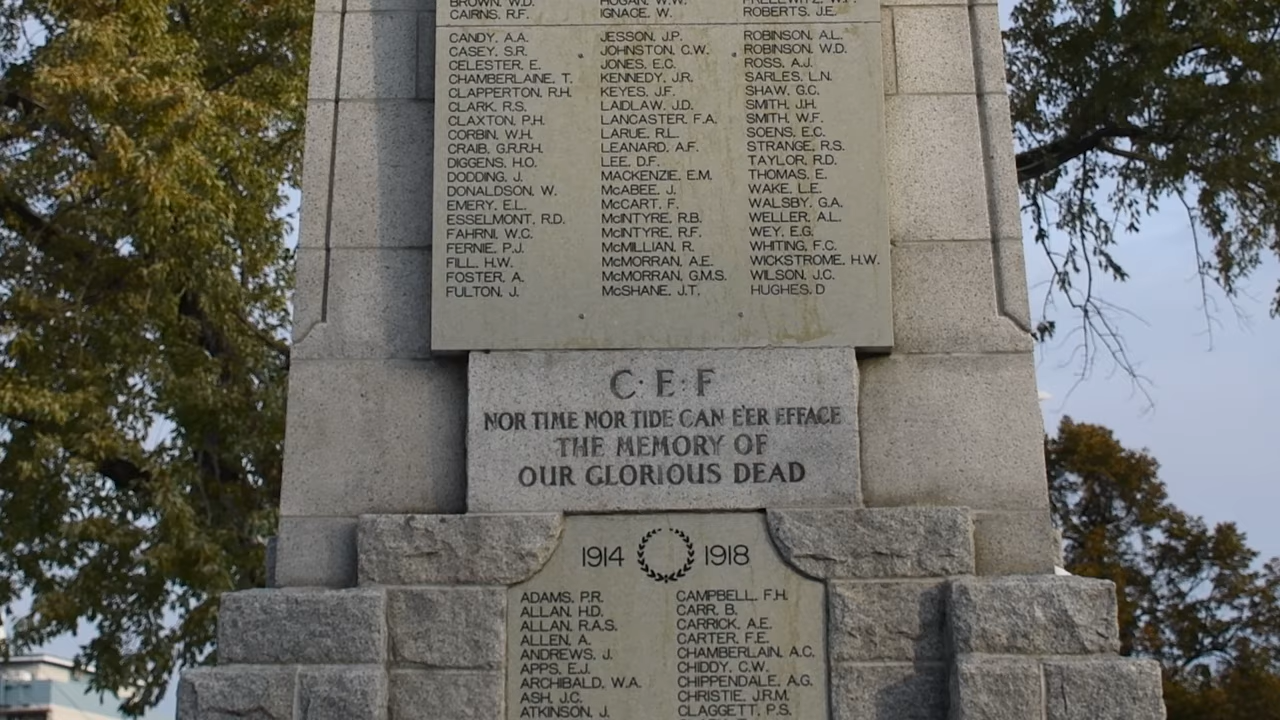 BROWN, W.D.
CAIRNS, R.F.
CANDY, A.A.
CASEY, S.R.
CELESTER, E.
CHAMBERLAINE, T.
CLAPPERTON, R.H.
CLARK, R.S.
CLAXTON, P.H.
CORBIN, W.H.
CRAIB, G.R.R.H.
DIGGENS, H.O.
DODDING, J.
DONALDSON, W.
EMERY, E.L.
ESSELMONT, R.D.
FAHRNI, W.C.
FERNIE, P.J.
FILL, H.W.
FOSTER, A.
FULTON, J.
HOGAN, W.W.
IGNACE, W.
JESSON, J.P.
JOHNSTON, C.W.
JONES, E.C.
KENNEDY, J.R.
KEYES, J.F.
LAIDLAW, J.D.
LANCASTER, F.A.
LARUE, R.L.
LEANARD, A.F.
LEE, D.F.
MACKENZIE, E.M.
McABEE, J.
McCART, F.
McINTYRE, R.B.
McINTYRE, R.F.
McMILLIAN, R.
McMORRAN, A.E.
McMORRAN, G.M.S.
McSHANE, J.T.
ROBERTS, J.E.
ROBINSON, A.L.
ROBINSON, W.D.
ROSS, A.J.
SARLES, L.N.
SHAW, G.C.
SMITH, J.H.
SMITH, W.F.
SOENS, E.C.
STRANGE, R.S.
TAYLOR, R.D.
THOMAS, E.
WAKE, L.E.
WALSBY, G.A.
WELLER, A.L.
WEY, E.G.
WHITING, F.C.
WICKSTROME, H.W.
WILSON, J.C.
HUGHES, D
C·E·F
NOR TIME NOR TIDE CAN E'ER EFFACE
THE MEMORY OF
OUR GLORIOUS DEAD
1914 1918
ADAMS, P.R.
ALLAN, H.D.
ALLAN, R.A.S.
ALLEN, A.
ANDREWS, J.
APPS, E.J.
ARCHIBALD, W.A.
ASH, J.C.
ATKINSON, J.
CAMPBELL, F.H.
CARR, B.
CARRICK, A.E.
CARTER, F.E.
CHAMBERLAIN, A.C.
CHIDDY, C.W.
CHIPPENDALE, A.G.
CHRISTIE, J.R.M.
CLAGGETT, P.S.